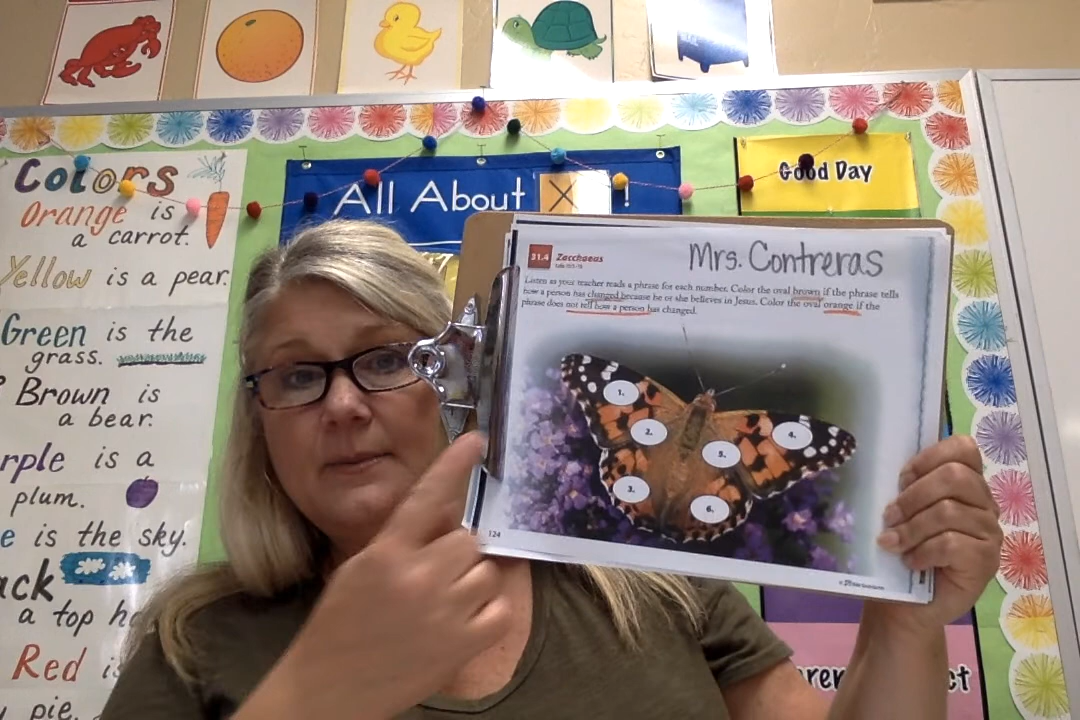 Colors
Orange is
a carrot.
Yellow is a pear.
Green is the
grass.
Brown is
a bear.
rple is a
plum.
e is the sky.
ack
a top h
Red is
pie.
All About X !
Good Day
31.4 Zacchaeus
Mrs. Contreras
Listen as your teacher reads a phrase for each number. Color the oval brown if the phrase tells
how a person has changed because he or she believes in Jesus. Color the oval orange if the
phrase does not tell how a person has changed.
1.
2.
3.
4.
5.
6.
124
ct